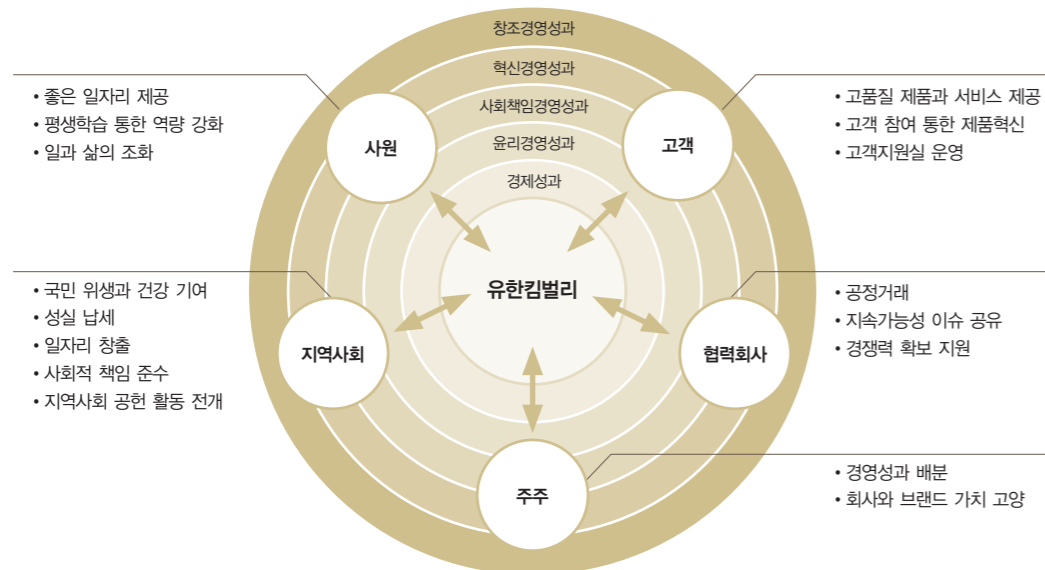 창조경영성과
혁신경영성과
사회책임경영성과
윤리경영성과
경제성과
유한킴벌리
사원
• 좋은 일자리 제공
• 평생학습 통한 역량 강화
• 일과 삶의 조화
고객
• 고품질 제품과 서비스 제공
• 고객 참여 통한 제품혁신
• 고객지원실 운영
지역사회
• 국민 위생과 건강 기여
• 성실 납세
• 일자리 창출
• 사회적 책임 준수
• 지역사회 공헌 활동 전개
협력회사
• 공정거래
• 지속가능성 이슈 공유
• 경쟁력 확보 지원
주주
• 경영성과 배분
• 회사와 브랜드 가치 고양